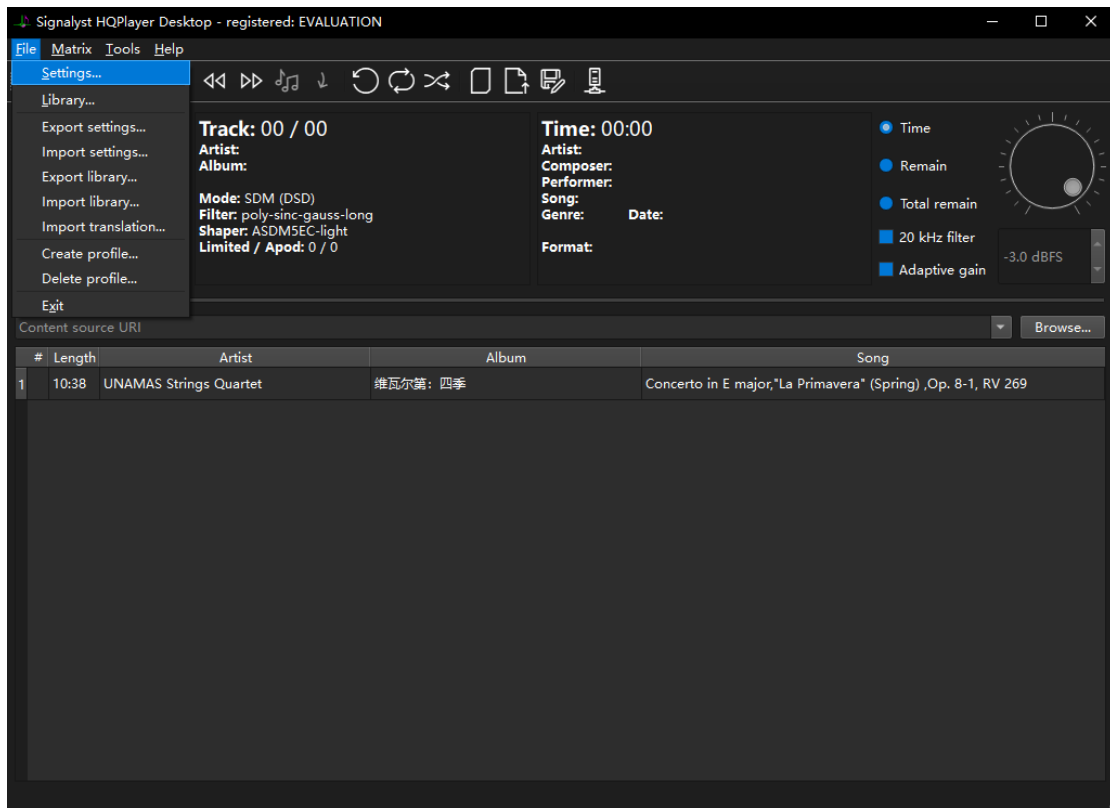 Signalyst HQPlayer Desktop - registered: EVALUATION
File Matrix Tools Help
Settings...
Library...
Export settings...
Import settings...
Export library...
Import library...
Import translation...
Create profile...
Delete profile...
Exit
Track: 00 / 00
Artist:
Album:
Mode: SDM (DSD)
Filter: poly-sinc-gauss-long
Shaper: ASDM5EC-light
Limited / Apod: 0 / 0
Time: 00:00
Artist:
Composer:
Performer:
Song:
Genre: Date:
Format:
Time
Remain
Total remain
20 kHz filter
Adaptive gain
-3.0 dBFS
Content source URI
Browse...
# Length Artist Album Song
1 10:38 UNAMAS Strings Quartet 维瓦尔第：四季 Concerto in E major,"La Primavera" (Spring) ,Op. 8-1, RV 269